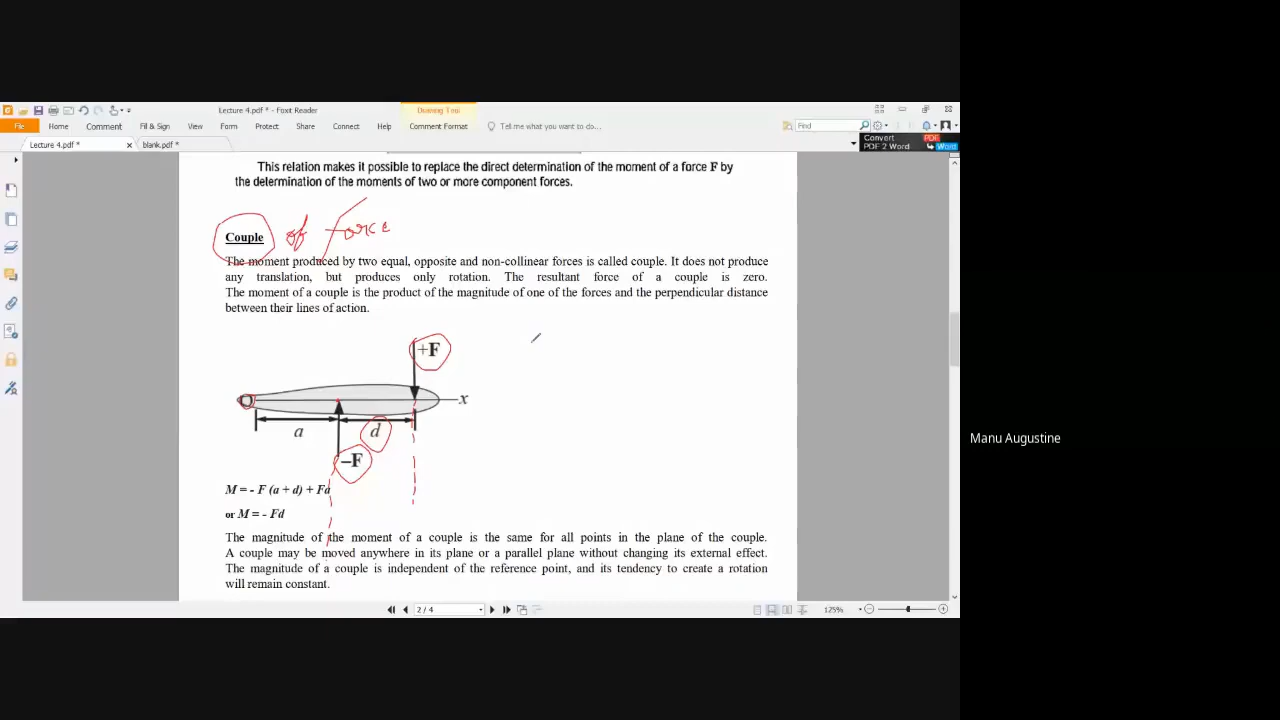 Lecture 4.pdf * - Foxit Reader
Drawing Tool
File Home Comment Fill & Sign View Form Protect Share Connect Help Comment Format Tell me what you want to do... Find
Lecture 4.pdf * blank.pdf *
Convert PDF
PDF 2 Word Word
This relation makes it possible to replace the direct determination of the moment of a force F by
the determination of the moments of two or more component forces.
Couple of force
The moment produced by two equal, opposite and non-collinear forces is called couple. It does not produce
any translation, but produces only rotation. The resultant force of a couple is zero.
The moment of a couple is the product of the magnitude of one of the forces and the perpendicular distance
between their lines of action.
+F
O x
a d
–F
M = - F (a + d) + Fa
or M = - Fd
The magnitude of the moment of a couple is the same for all points in the plane of the couple.
A couple may be moved anywhere in its plane or a parallel plane without changing its external effect.
The magnitude of a couple is independent of the reference point, and its tendency to create a rotation
will remain constant.
2 / 4
125%
Manu Augustine